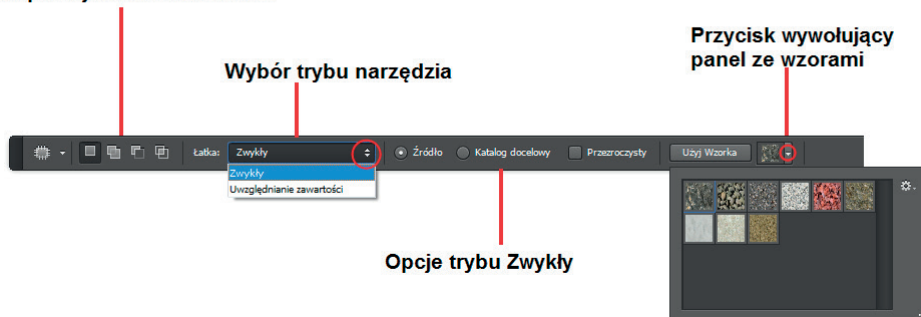 Przycisk wywołujący
panel ze wzorami
Wybór trybu narzędzia
Łatka: Zwykły Źródło Katalog docelowy Przezroczysty Użyj Wzorka
Zwykły
Uwzględnianie zawartości
Opcje trybu Zwykły